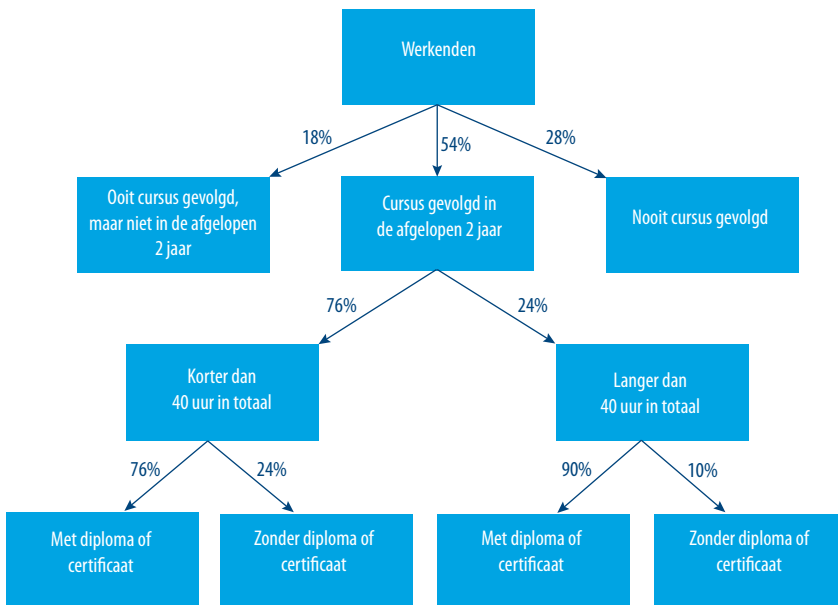 Werkenden
18%
54%
28%
Ooit cursus gevolgd,
maar niet in de afgelopen
2 jaar
Cursus gevolgd in
de afgelopen 2 jaar
Nooit cursus gevolgd
76%
24%
Korter dan
40 uur in totaal
Langer dan
40 uur in totaal
76%
24%
90%
10%
Met diploma of
certificaat
Zonder diploma of
certificaat
Met diploma of
certificaat
Zonder diploma of
certificaat